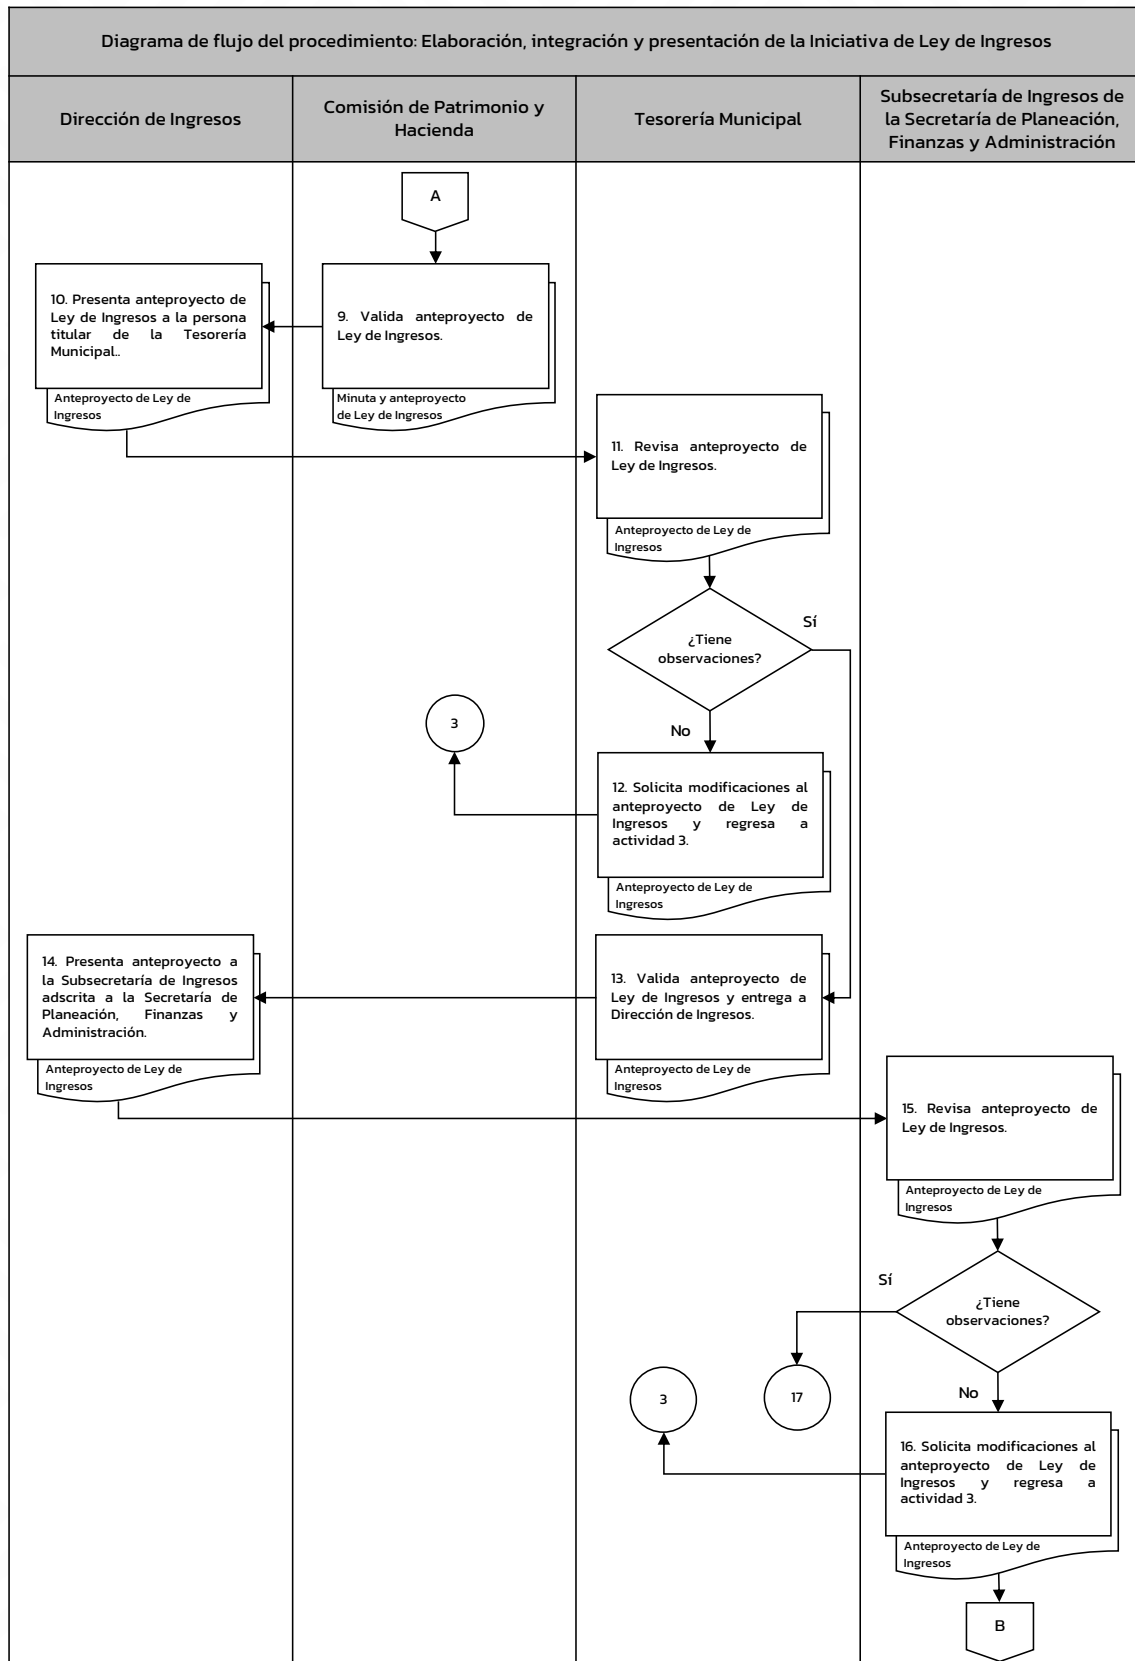 Diagrama de flujo del procedimiento: Elaboración, integración y presentación de la Iniciativa de Ley de Ingresos
Dirección de Ingresos
Comisión de Patrimonio y
Hacienda
Tesorería Municipal
Subsecretaría de Ingresos de
la Secretaría de Planeación,
Finanzas y Administración
A
10. Presenta anteproyecto de
Ley de Ingresos a la persona
titular de la Tesorería
Municipal..
Anteproyecto de Ley de
Ingresos
9. Valida anteproyecto de
Ley de Ingresos.
Minuta y anteproyecto
de Ley de Ingresos
11. Revisa anteproyecto de
Ley de Ingresos.
Anteproyecto de Ley de
Ingresos
¿Tiene
observaciones?
Sí
No
3
12. Solicita modificaciones al
anteproyecto de Ley de
Ingresos y regresa a
actividad 3.
Anteproyecto de Ley de
Ingresos
14. Presenta anteproyecto a
la Subsecretaría de Ingresos
adscrita a la Secretaría de
Planeación, Finanzas y
Administración.
Anteproyecto de Ley de
Ingresos
13. Valida anteproyecto de
Ley de Ingresos y entrega a
Dirección de Ingresos.
Anteproyecto de Ley de
Ingresos
15. Revisa anteproyecto de
Ley de Ingresos.
Anteproyecto de Ley de
Ingresos
Sí
¿Tiene
observaciones?
3
17
No
16. Solicita modificaciones al
anteproyecto de Ley de
Ingresos y regresa a
actividad 3.
Anteproyecto de Ley de
Ingresos
B